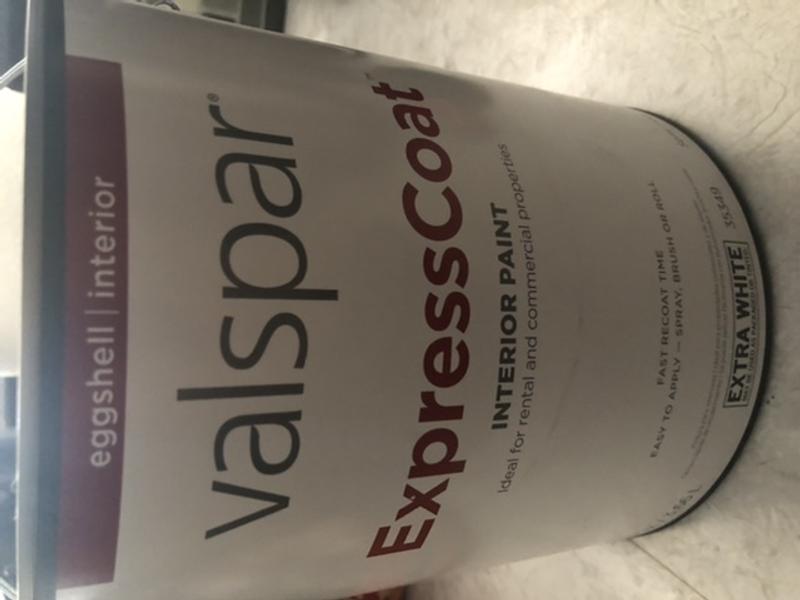 eggshell | interior
valspar®
ExpressCoat™
INTERIOR PAINT
Ideal for rental and commercial properties
FAST RECOAT TIME
EASY TO APPLY — SPRAY, BRUSH OR ROLL
EXTRA WHITE
35349